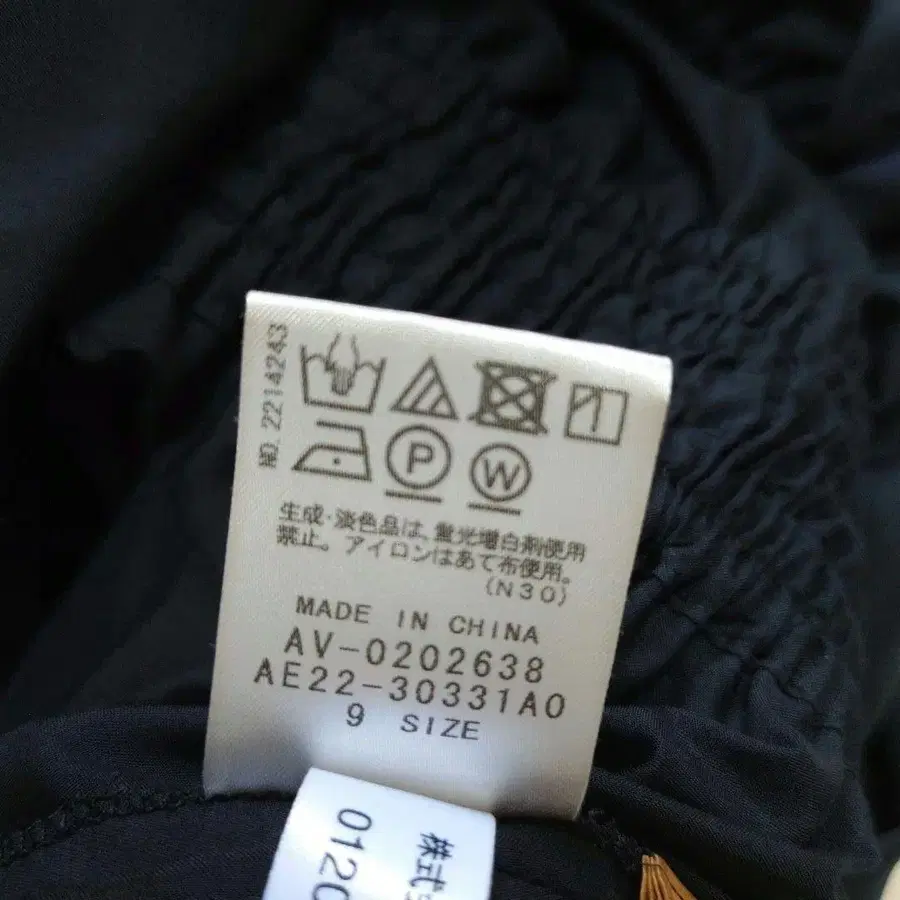 NO. 2214243
P
W
生成・淡色品は、蛍光増白剤使用
禁止。アイロンはあて布使用。
(N30)
MADE IN CHINA
AV-0202638
AE22-30331A0
9 SIZE
株式
0120